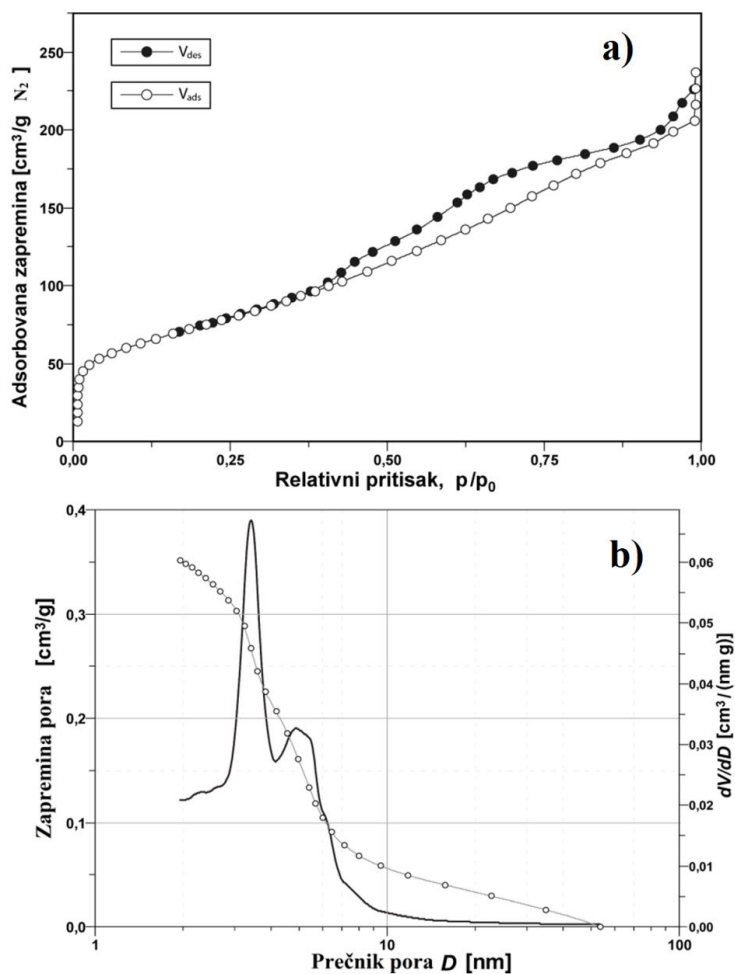 a)
V des
V ads
Adsorbovana zapremina [cm³/g N₂ ]
250
200
150
100
50
0
0,00
0,25
0,50
0,75
1,00
Relativni pritisak, p/p₀
b)
Zapremina pora [cm³/g]
0,4
0,3
0,2
0,1
0,0
dV/dD [cm³/(nm g)]
0,06
0,05
0,04
0,03
0,02
0,01
0,00
1
10
100
Prečnik pora D [nm]